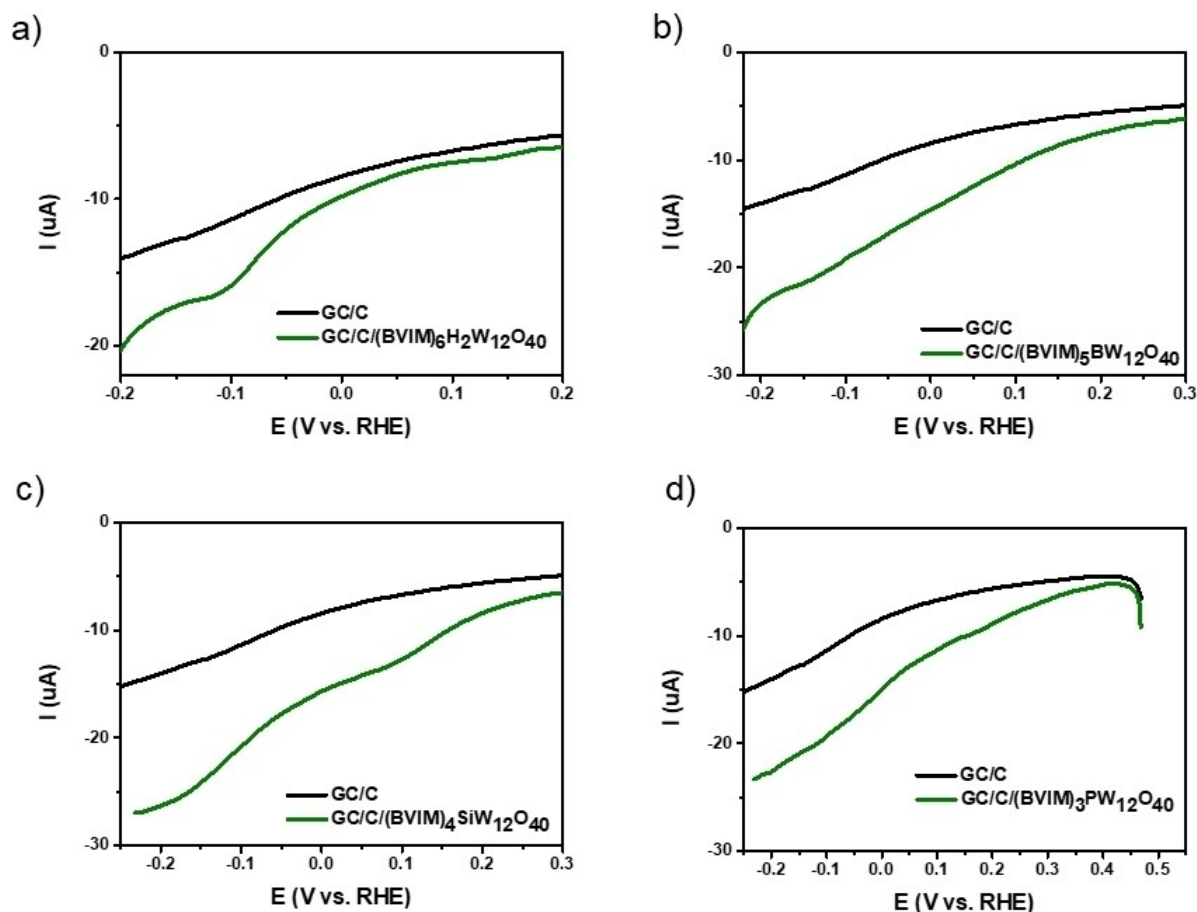 a)
0
-10
-20
I (uA)
GC/C
GC/C/(BVIM)6H2W12O40
-0.2
-0.1
0.0
0.1
0.2
E (V vs. RHE)
b)
0
-10
-20
-30
I (uA)
GC/C
GC/C/(BVIM)5BW12O40
-0.2
-0.1
0.0
0.1
0.2
0.3
E (V vs. RHE)
c)
0
-10
-20
-30
I (uA)
GC/C
GC/C/(BVIM)4SiW12O40
-0.2
-0.1
0.0
0.1
0.2
0.3
E (V vs. RHE)
d)
0
-10
-20
-30
I (uA)
GC/C
GC/C/(BVIM)3PW12O40
-0.2
-0.1
0.0
0.1
0.2
0.3
0.4
0.5
E (V vs. RHE)